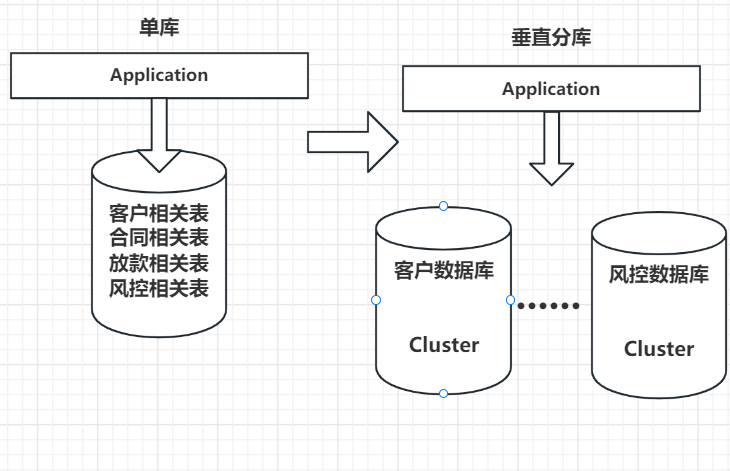 单库
Application
客户相关表
合同相关表
放款相关表
风控相关表
垂直分库
Application
客户数据库
Cluster
······
风控数据库
Cluster